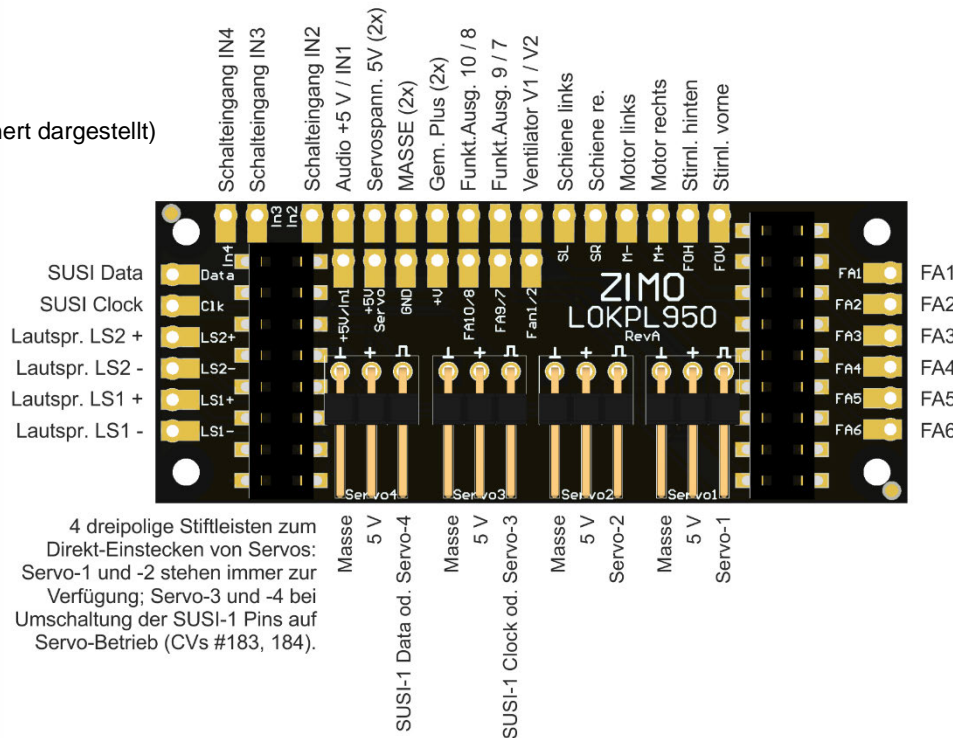 Schalteingang IN4
Schalteingang IN3
Schalteingang IN2
Audio +5 V / IN1
Servospann. 5V (2x)
MASSE (2x)
Gem. Plus (2x)
Funkt.Ausg. 10 / 8
Funkt.Ausg. 9 / 7
Ventilator V1 / V2
Schiene links
Schiene re.
Motor links
Motor rechts
Stirnl. hinten
Stirnl. vorne
nert dargestellt)
In4
In3
In2
SL
SR
M-
M+
FOH
FOV
SUSI Data
SUSI Clock
Lautspr. LS2 +
Lautspr. LS2 -
Lautspr. LS1 +
Lautspr. LS1 -
Data
Clk
LS2+
LS2-
LS1+
LS1-
+5V/In1
+5V
Servo
GND
+V
FA10/8
FA9/7
Fan1/2
ZIMO
LOKPL950
RevA
FA1
FA2
FA3
FA4
FA5
FA6
FA1
FA2
FA3
FA4
FA5
FA6
+
+
+
+
Servo4
Servo3
Servo2
Servo1
Masse
5 V
SUSI-1 Data od. Servo-4
Masse
5 V
SUSI-1 Clock od. Servo-3
Masse
5 V
Servo-2
Masse
5 V
Servo-1
4 dreipolige Stiftleisten zum
Direkt-Einstecken von Servos:
Servo-1 und -2 stehen immer zur
Verfügung; Servo-3 und -4 bei
Umschaltung der SUSI-1 Pins auf
Servo-Betrieb (CVs #183, 184).